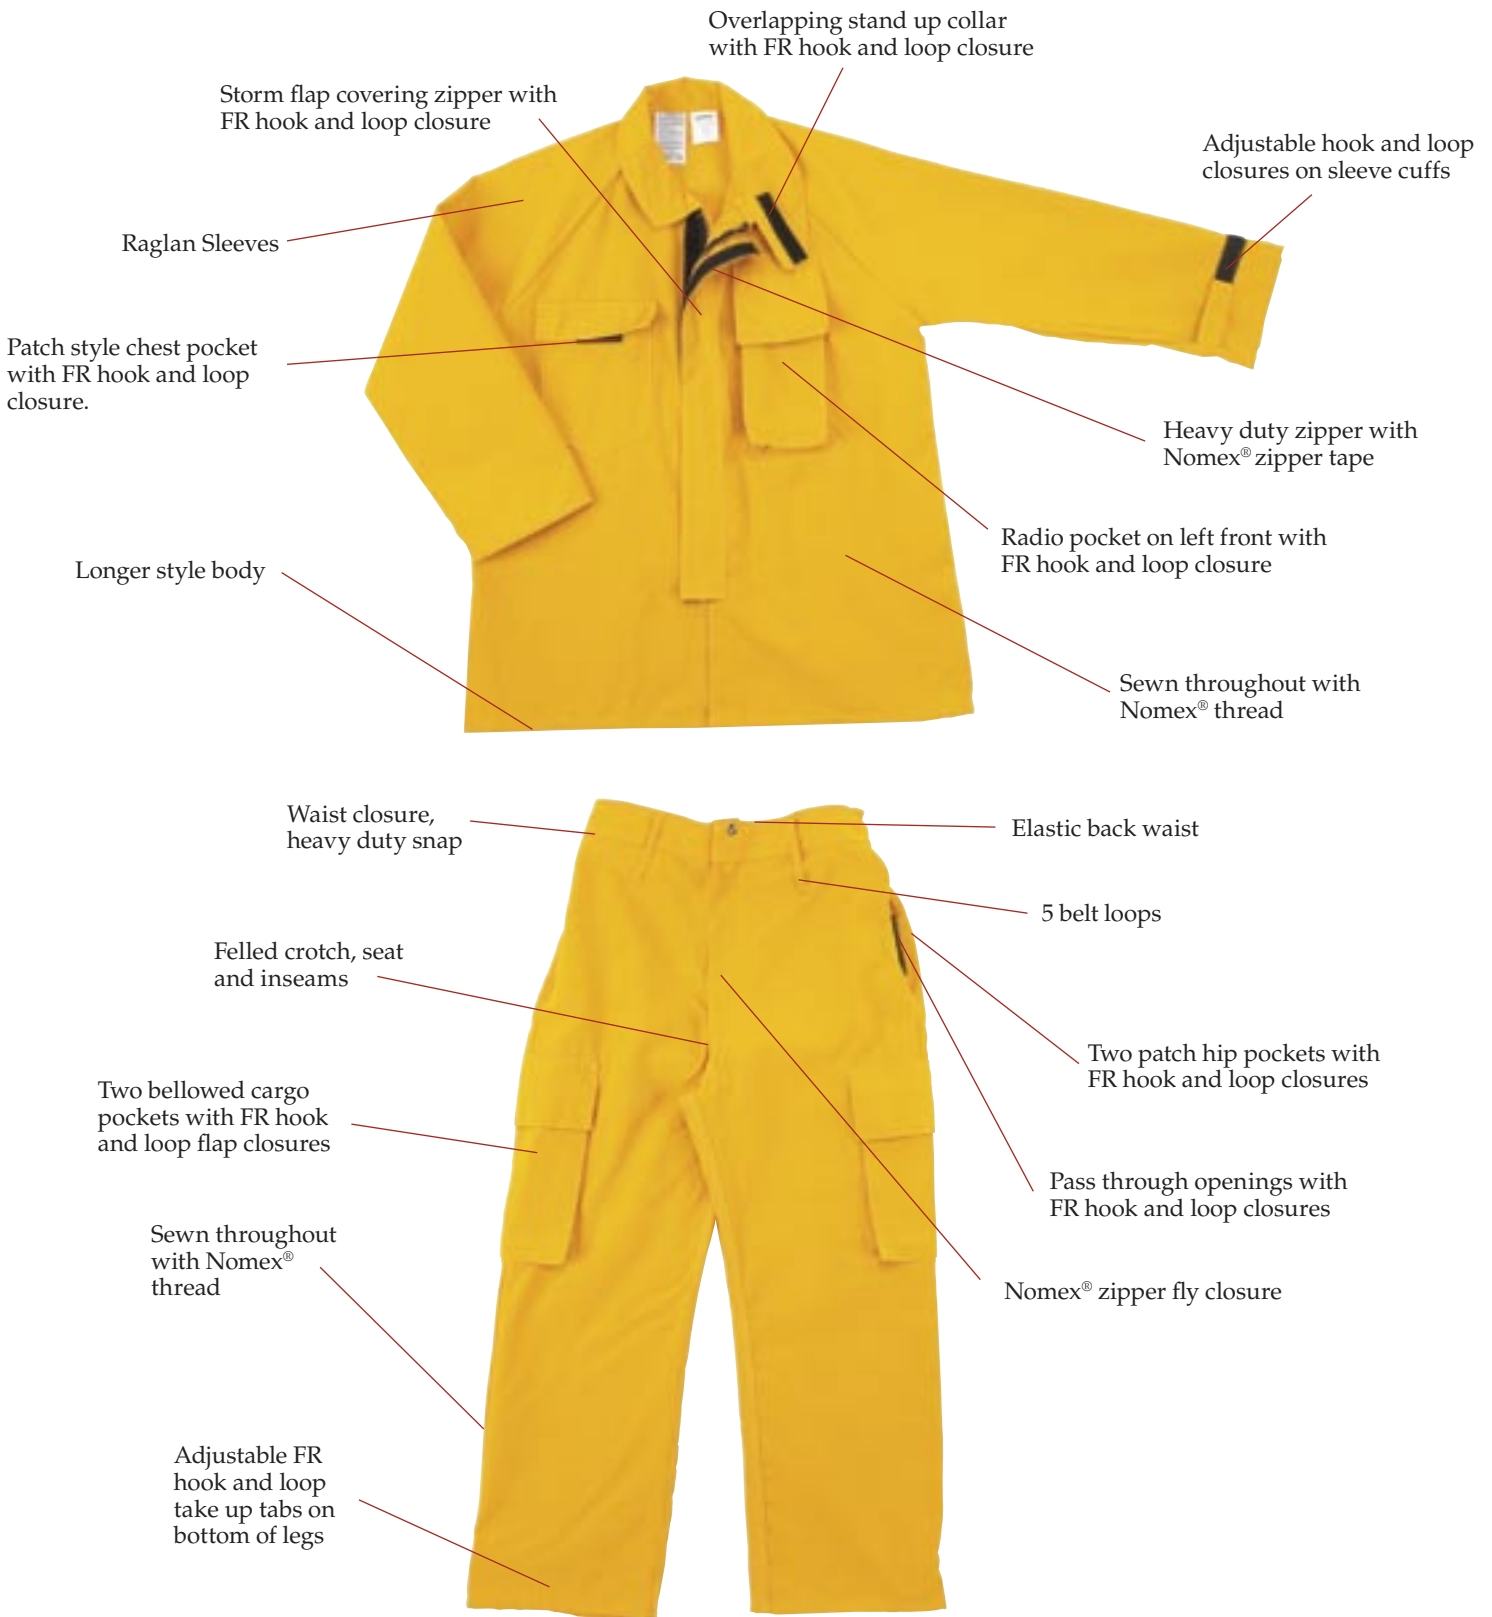 Overlapping stand up collar
with FR hook and loop closure
Storm flap covering zipper with
FR hook and loop closure
Adjustable hook and loop
closures on sleeve cuffs
Raglan Sleeves
Patch style chest pocket
with FR hook and loop
closure.
Heavy duty zipper with
Nomex® zipper tape
Radio pocket on left front with
FR hook and loop closure
Longer style body
Sewn throughout with
Nomex® thread
Waist closure,
heavy duty snap
Elastic back waist
5 belt loops
Felled crotch, seat
and inseams
Two patch hip pockets with
FR hook and loop closures
Two bellowed cargo
pockets with FR hook
and loop flap closures
Pass through openings with
FR hook and loop closures
Sewn throughout
with Nomex®
thread
Nomex® zipper fly closure
Adjustable FR
hook and loop
take up tabs on
bottom of legs